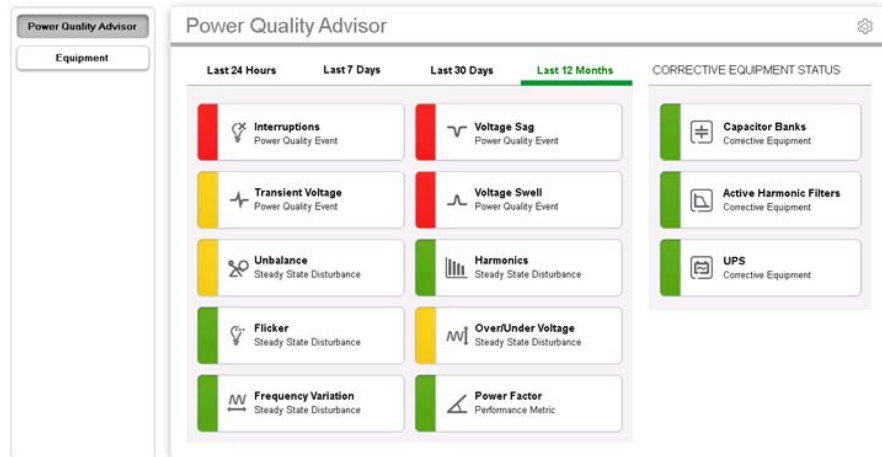 Power Quality Advisor
Equipment
Power Quality Advisor
Last 24 Hours
Last 7 Days
Last 30 Days
Last 12 Months
Interruptions
Power Quality Event
Voltage Sag
Power Quality Event
Transient Voltage
Power Quality Event
Voltage Swell
Power Quality Event
Unbalance
Steady State Disturbance
Harmonics
Steady State Disturbance
Flicker
Steady State Disturbance
Over/Under Voltage
Steady State Disturbance
Frequency Variation
Steady State Disturbance
Power Factor
Performance Metric
CORRECTIVE EQUIPMENT STATUS
Capacitor Banks
Corrective Equipment
Active Harmonic Filters
Corrective Equipment
UPS
Corrective Equipment